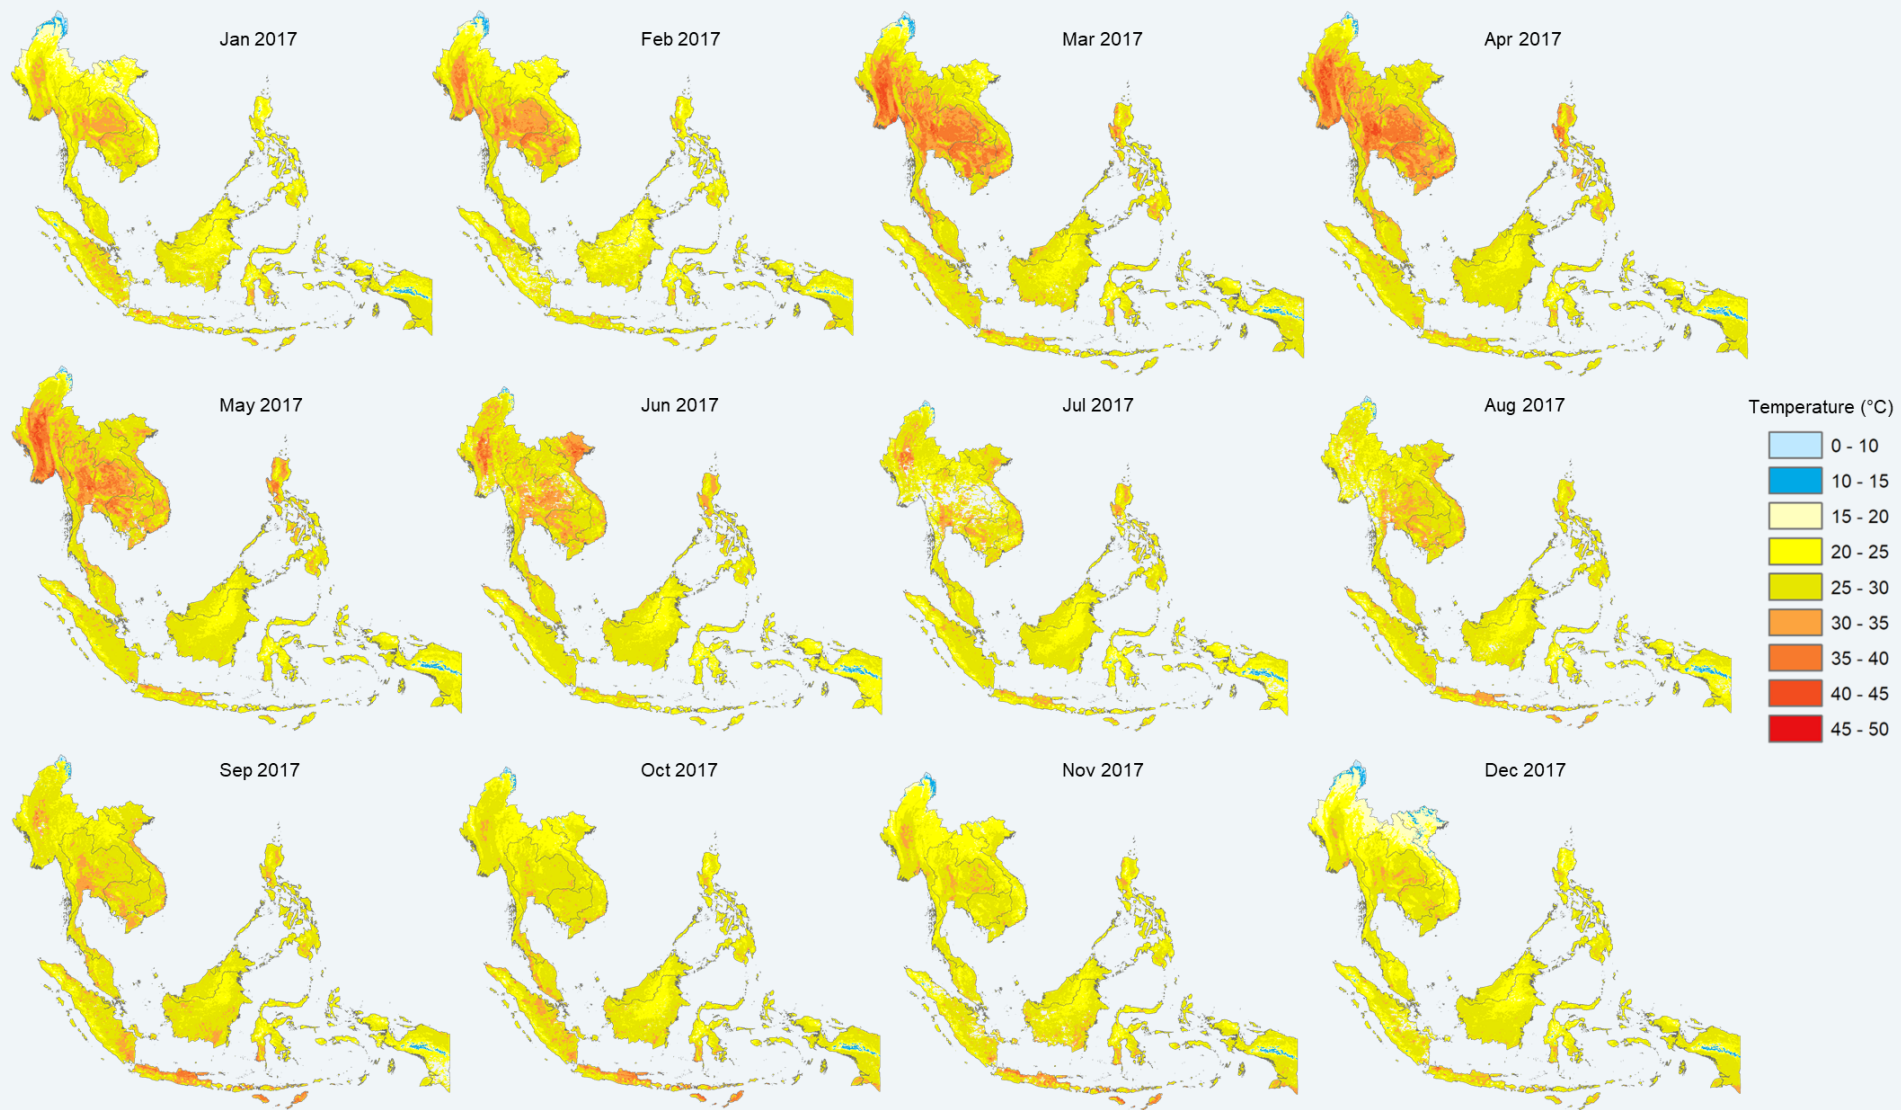 Jan 2017
Feb 2017
Mar 2017
Apr 2017
May 2017
Jun 2017
Jul 2017
Aug 2017
Temperature (°C)
0 - 10
10 - 15
15 - 20
20 - 25
25 - 30
30 - 35
35 - 40
40 - 45
45 - 50
Sep 2017
Oct 2017
Nov 2017
Dec 2017